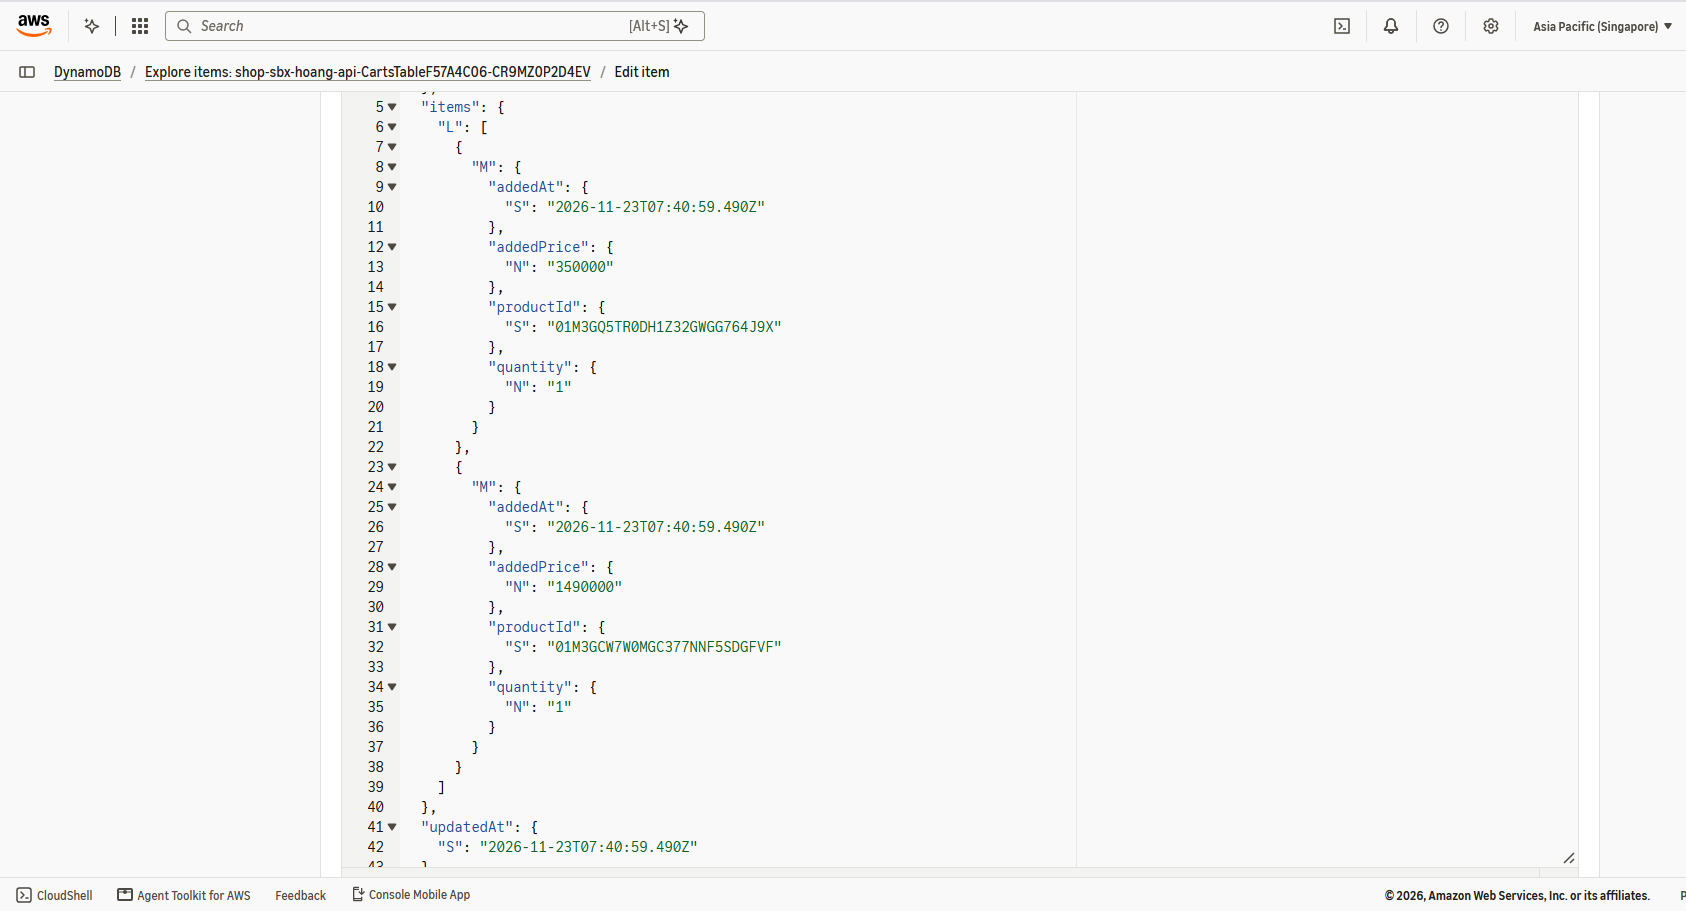 aws
Search [Alt+S]
Asia Pacific (Singapore)
DynamoDB / Explore items: shop-sbx-hoang-api-CartsTableF57A4C06-CR9MZ0P2D4EV / Edit item
5 "items": {
6 "L": [
7 {
8 "M": {
9 "addedAt": {
10 "S": "2026-11-23T07:40:59.490Z"
11 },
12 "addedPrice": {
13 "N": "350000"
14 },
15 "productId": {
16 "S": "01M3GQ5TR0DH1Z32GWGG764J9X"
17 },
18 "quantity": {
19 "N": "1"
20 }
21 }
22 },
23 {
24 "M": {
25 "addedAt": {
26 "S": "2026-11-23T07:40:59.490Z"
27 },
28 "addedPrice": {
29 "N": "1490000"
30 },
31 "productId": {
32 "S": "01M3GCW7W0MGC377NNF5SDGFVF"
33 },
34 "quantity": {
35 "N": "1"
36 }
37 }
38 }
39 ]
40 },
41 "updatedAt": {
42 "S": "2026-11-23T07:40:59.490Z"
43 }
CloudShell Agent Toolkit for AWS Feedback Console Mobile App © 2026, Amazon Web Services, Inc. or its affiliates.